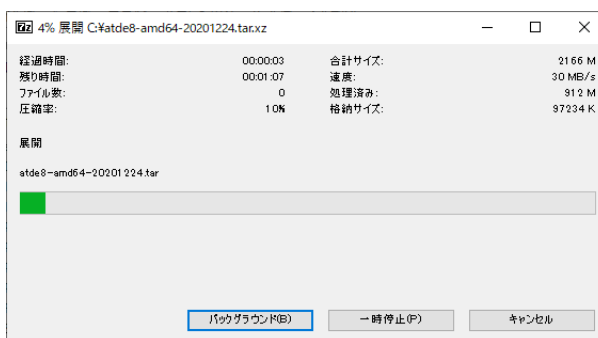 7z 4% 展開 C:¥atde8-amd64-20201224.tar.xz
経過時間: 00:00:03 合計サイズ: 2166 M
残り時間: 00:01:07 速度: 30 MB/s
ファイル数: 0 処理済み: 912 M
圧縮率: 10% 格納サイズ: 97234 K
展開
atde8-amd64-20201224.tar
バックグラウンド(B) 一時停止(P) キャンセル